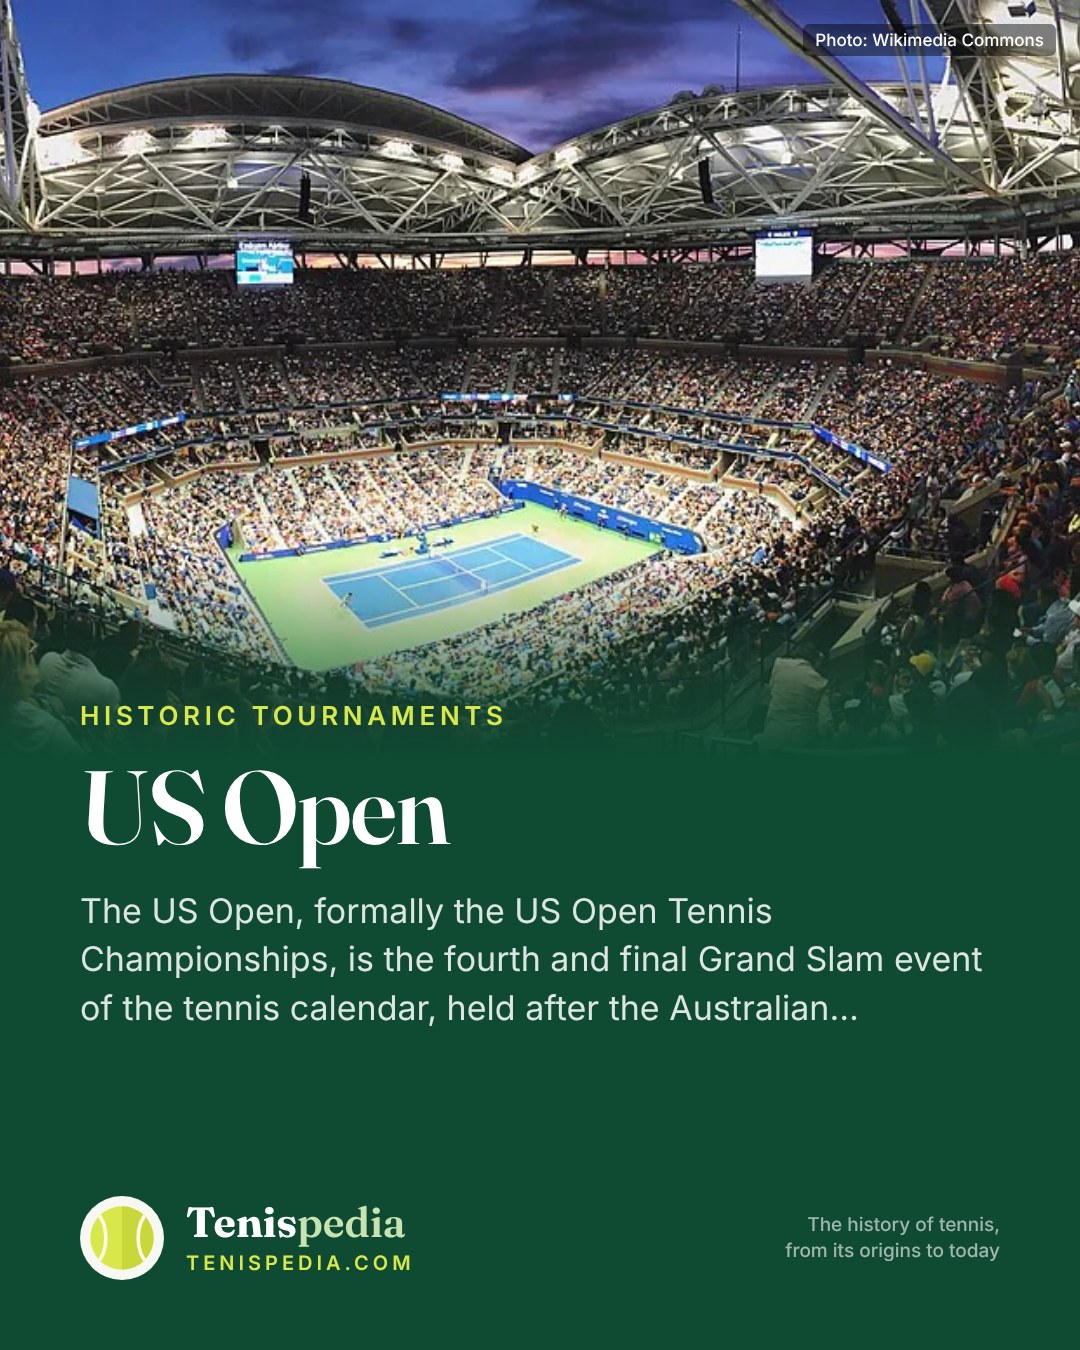 Photo: Wikimedia Commons
HISTORIC TOURNAMENTS
US Open
The US Open, formally the US Open Tennis
Championships, is the fourth and final Grand Slam event
of the tennis calendar, held after the Australian...
Tenispedia
TENISPEDIA.COM
The history of tennis,
from its origins to today